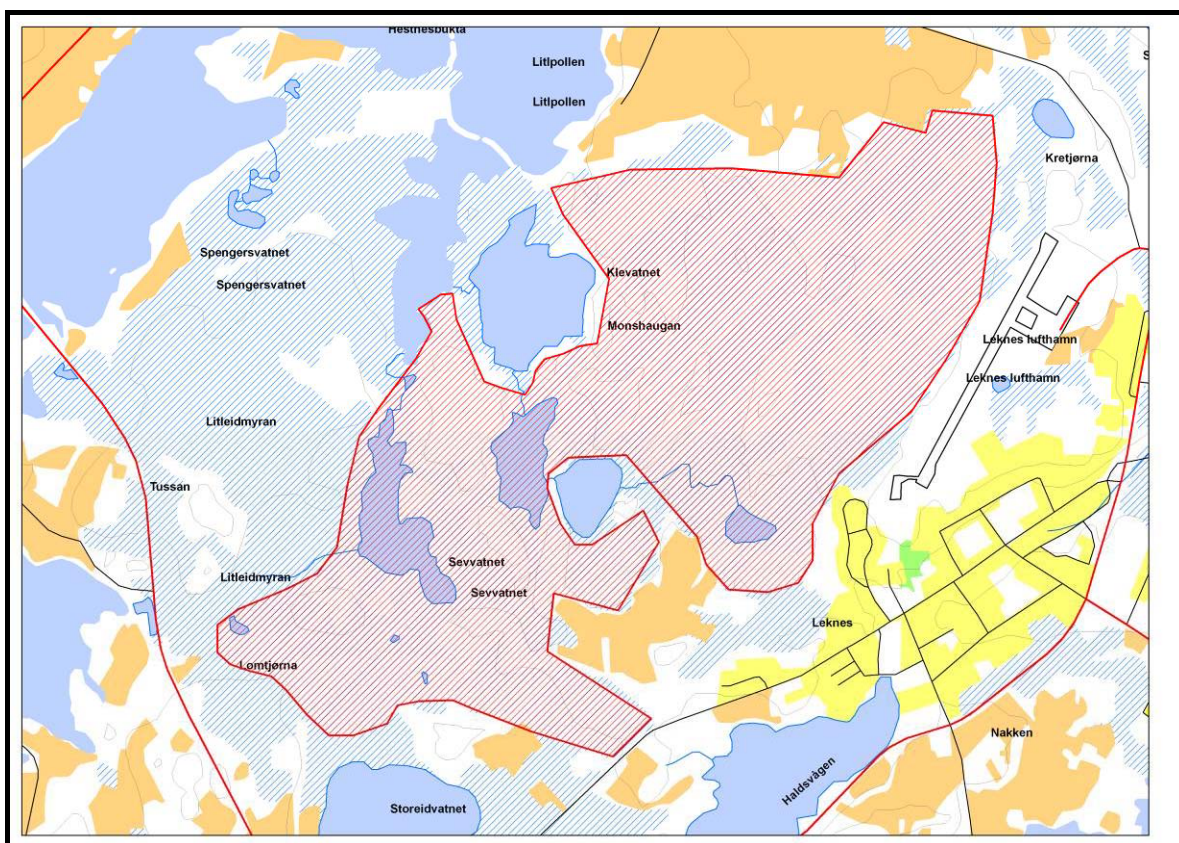 Hestnesbukta
Litlpollen
Litlpollen
Kretjørna
Spengersvatnet
Spengersvatnet
Klevatnet
Monshaugan
Leknes lufthamn
Leknes lufthamn
Litleidmyran
Tussan
Sevvatnet
Litleidmyran
Sevvatnet
Leknes
Lomtjørna
Nakken
Haldsvågen
Storeidvatnet